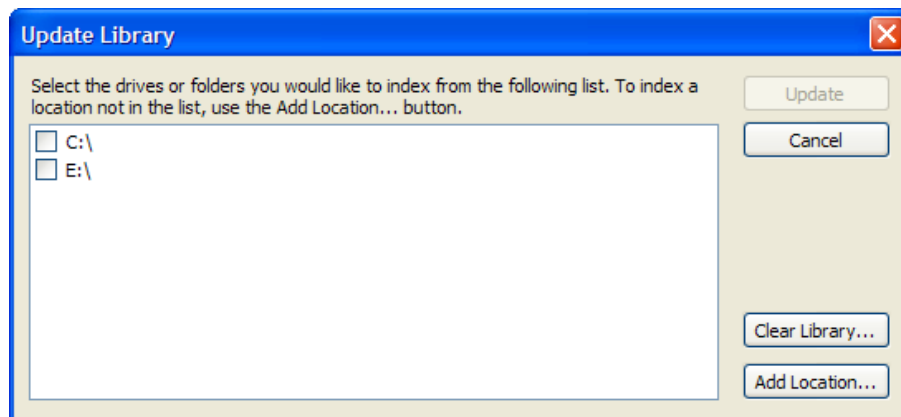 Update Library
Select the drives or folders you would like to index from the following list. To index a
location not in the list, use the Add Location... button.
Update
C:\
Cancel
E:\
Clear Library...
Add Location...